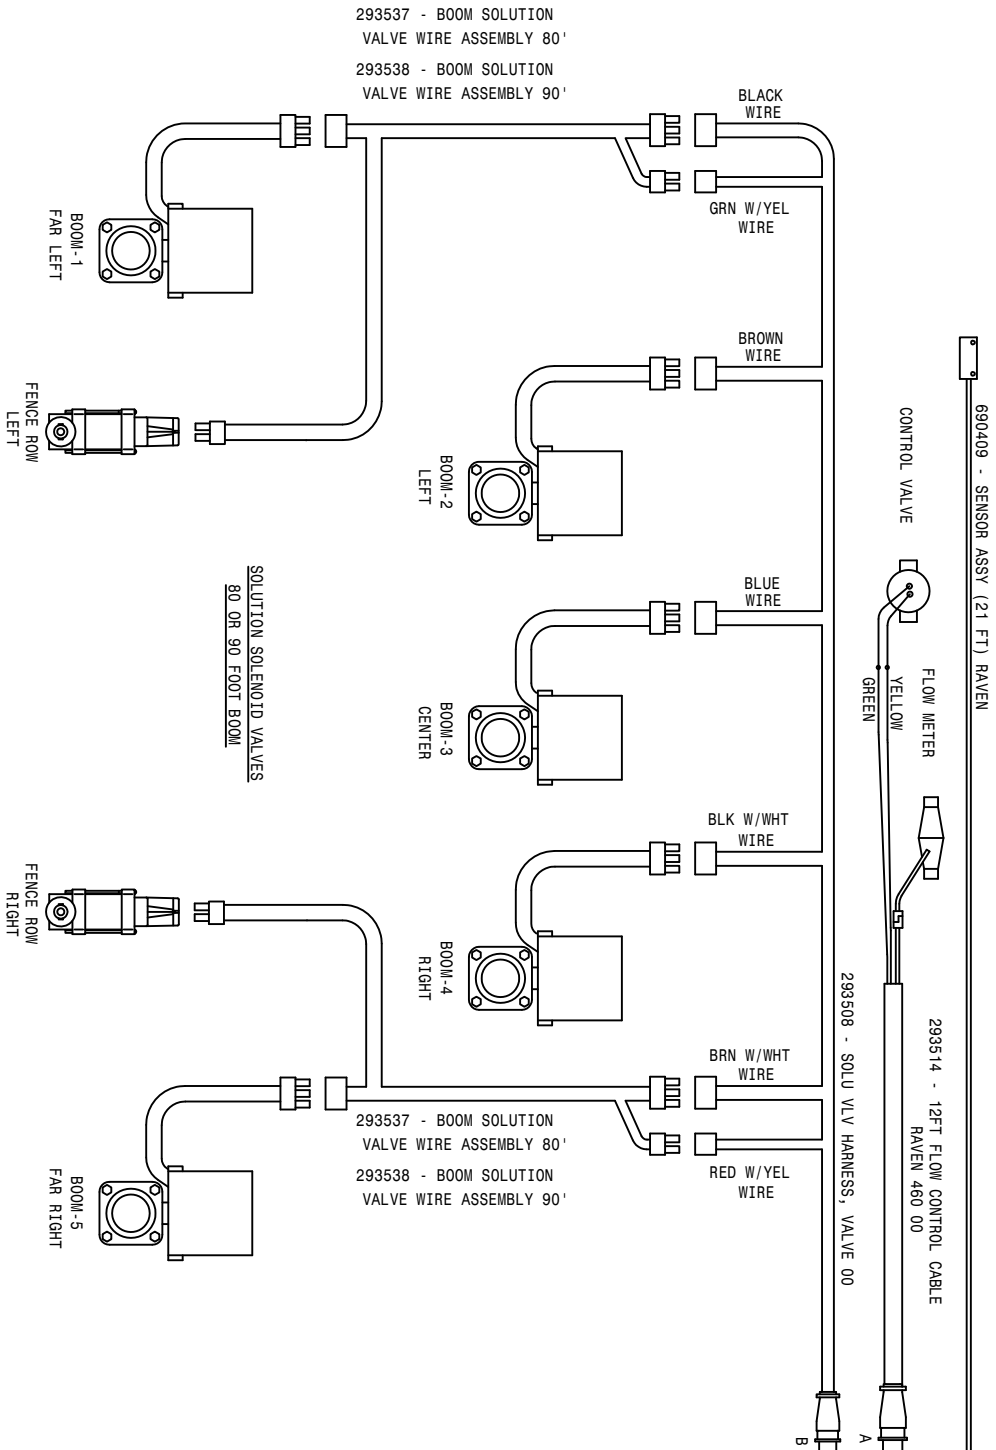 293537 - BOOM SOLUTION
VALVE WIRE ASSEMBLY 80'
293538 - BOOM SOLUTION
VALVE WIRE ASSEMBLY 90'
BLACK
WIRE
GRN W/YEL
WIRE
BOOM-1
FAR LEFT
BROWN
WIRE
690409 - SENSOR ASSY (21 FT) RAVEN
CONTROL VALVE
FENCE ROW
LEFT
BOOM-2
LEFT
BLUE
WIRE
SOLUTION SOLENOID VALVES
80 OR 90 FOOT BOOM
YELLOW
GREEN
FLOW METER
BOOM-3
CENTER
BLK W/WHT
WIRE
FENCE ROW
RIGHT
BOOM-4
RIGHT
293508 - SOLU VLV HARNESS, VALVE 00
293514 - 12FT FLOW CONTROL CABLE
RAVEN 460 00
BRN W/WHT
WIRE
293537 - BOOM SOLUTION
VALVE WIRE ASSEMBLY 80'
293538 - BOOM SOLUTION
VALVE WIRE ASSEMBLY 90'
RED W/YEL
WIRE
BOOM-5
FAR RIGHT
A
B